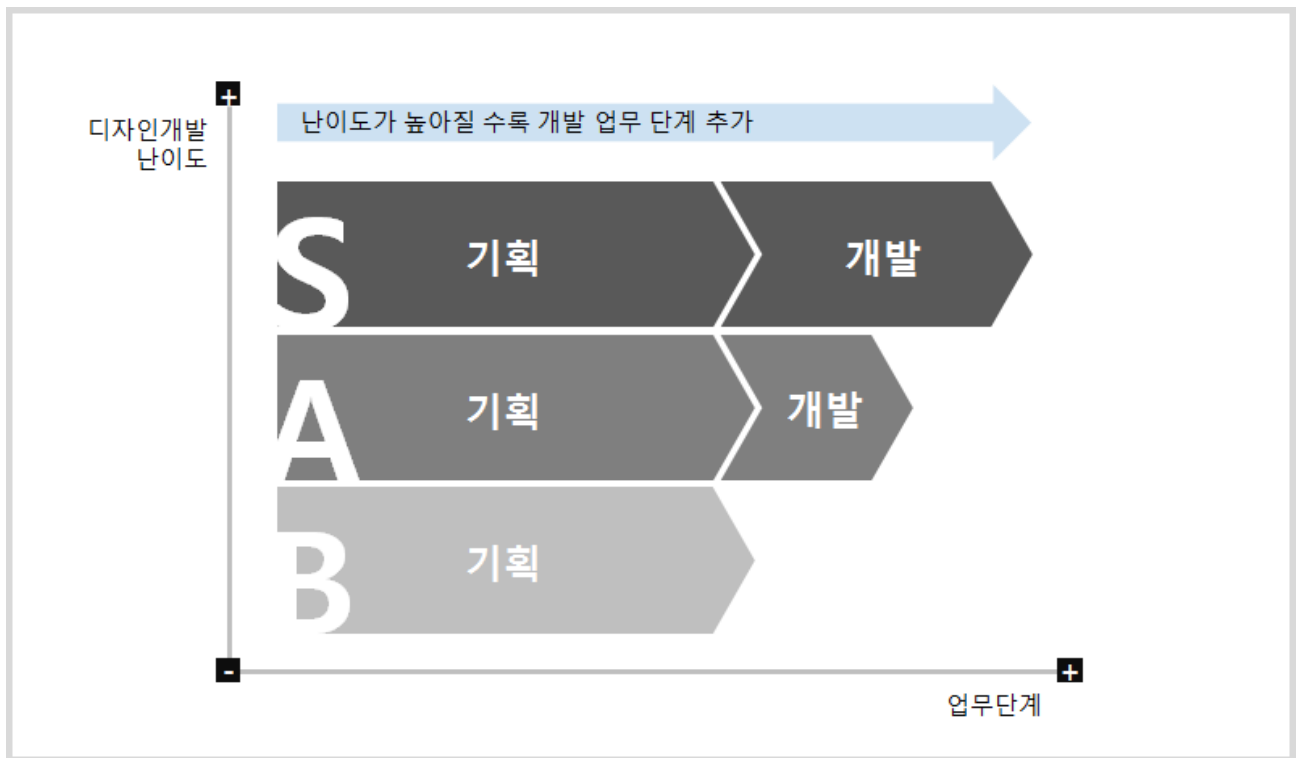 +
디자인개발
난이도
난이도가 높아질 수록 개발 업무 단계 추가
S 기획 개발
A 기획 개발
B 기획
- +
업무단계